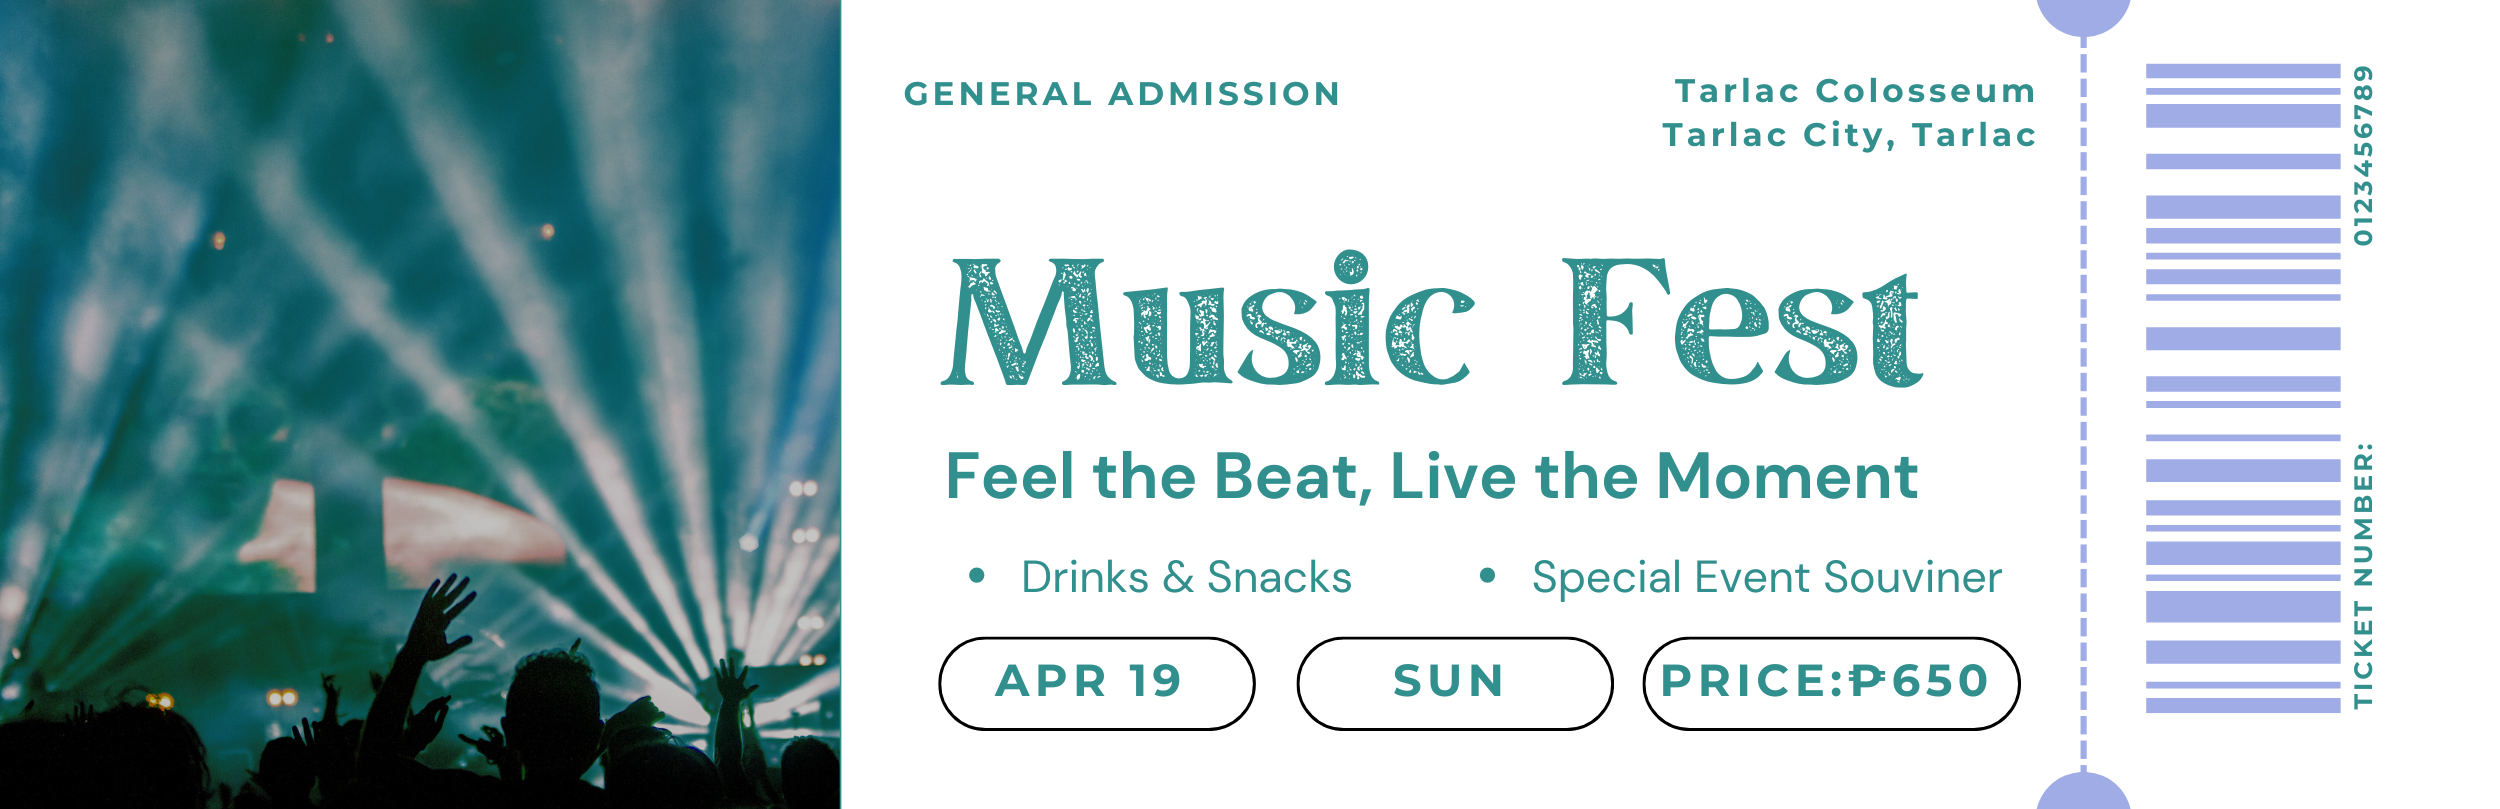 GENERAL ADMISSION
Tarlac Colosseum
Tarlac City, Tarlac
Music Fest
Feel the Beat, Live the Moment
• Drinks & Snacks
• Special Event Souviner
APR 19
SUN
PRICE:₱650
TICKET NUMBER:
0123456789